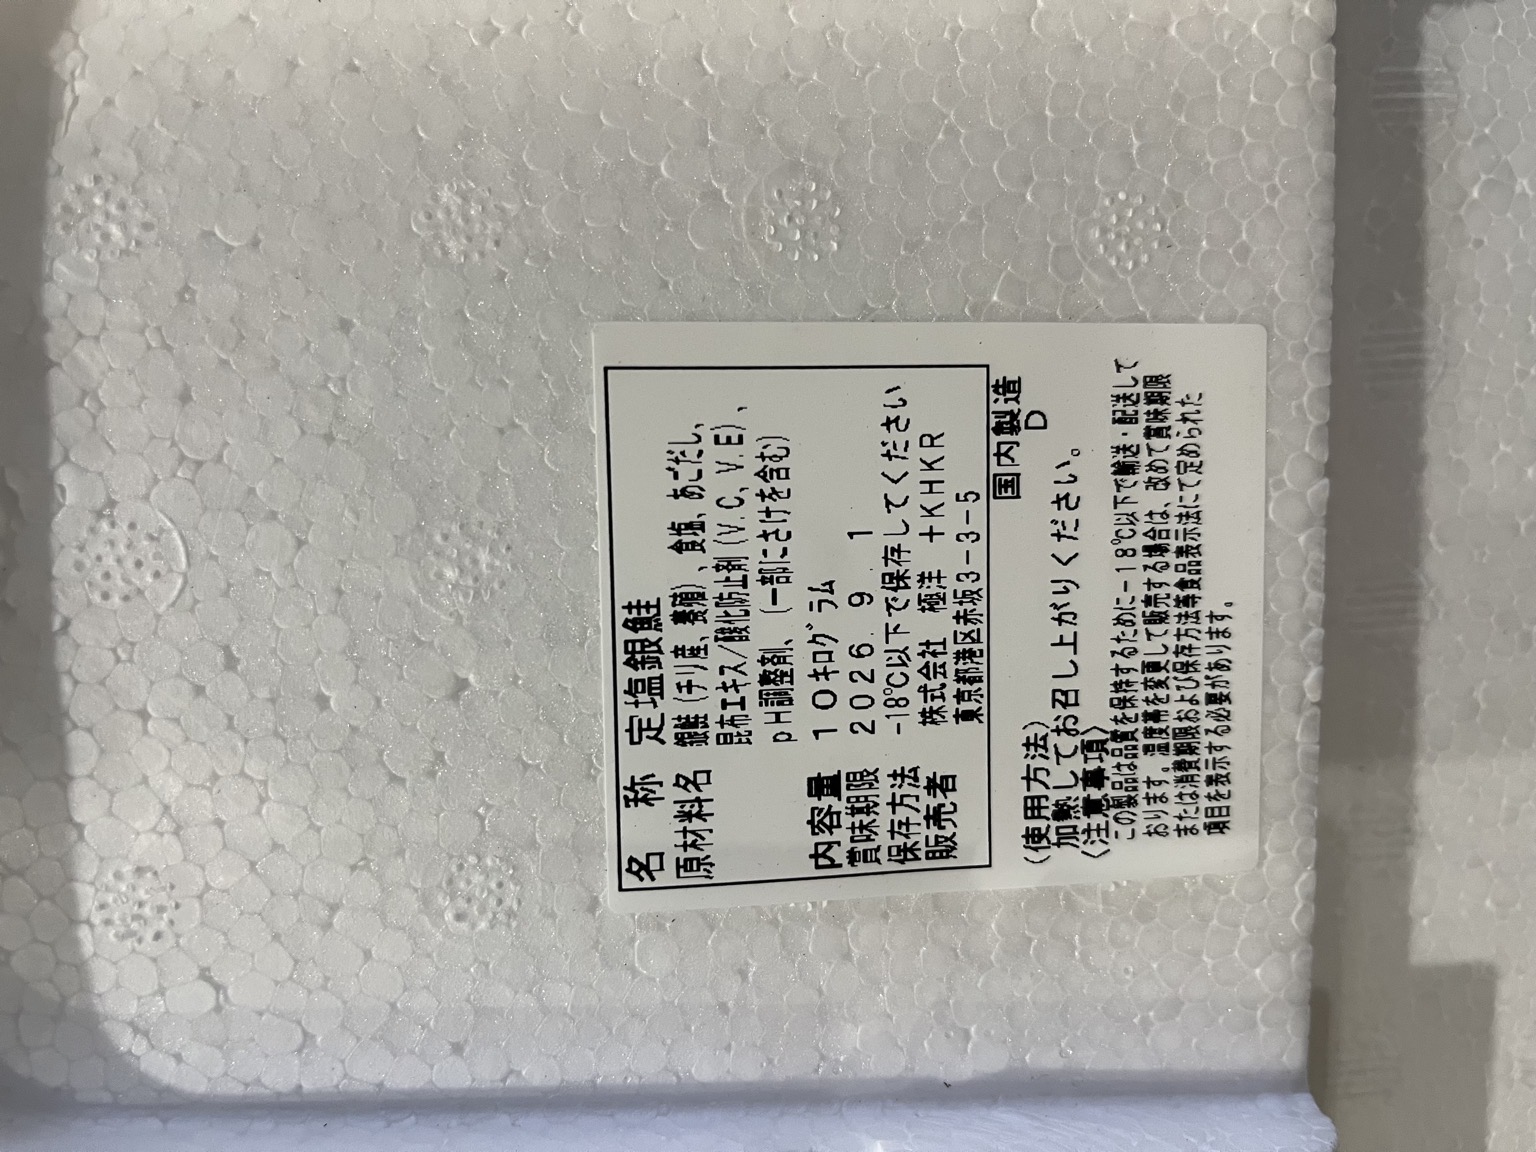 名　称　定塩銀鮭
原材料名　銀鮭（チリ産、養殖）、食塩、あごだし、
昆布エキス／酸化防止剤（V.C、V.E）、
pH調整剤、（一部にさけを含む）
内容量　10キログラム
賞味期限　2026.9.1
保存方法　-18℃以下で保存してください
販売者　株式会社　極洋　+KHKR
東京都港区赤坂3-3-5
国内製造
D
（使用方法）
加熱してお召し上がりください。
〈注意事項〉
この製品は品質を保持するために-18℃以下で輸送・配送して
おります。温度帯を変更して販売する場合は、改めて賞味期限
または消費期限および保存方法等食品表示法にて定められた
項目を表示する必要があります。